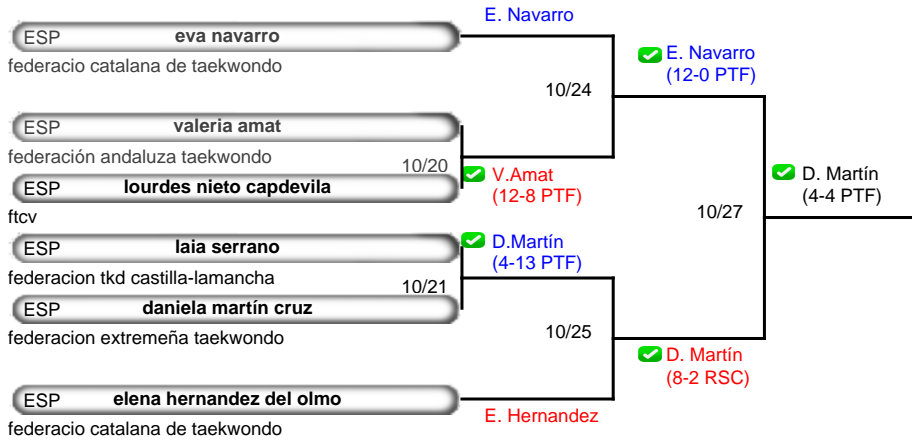 E. Navarro
ESP eva navarro
federacio catalana de taekwondo
E. Navarro
(12-0 PTF)
10/24
ESP valeria amat
federación andaluza taekwondo
10/20
V.Amat
(12-8 PTF)
ESP lourdes nieto capdevila
ftcv
D. Martín
(4-4 PTF)
10/27
ESP laia serrano
federacion tkd castilla-lamancha
D.Martín
(4-13 PTF)
10/21
ESP daniela martín cruz
federacion extremeña taekwondo
10/25
D. Martín
(8-2 RSC)
ESP elena hernandez del olmo
federacio catalana de taekwondo
E. Hernandez